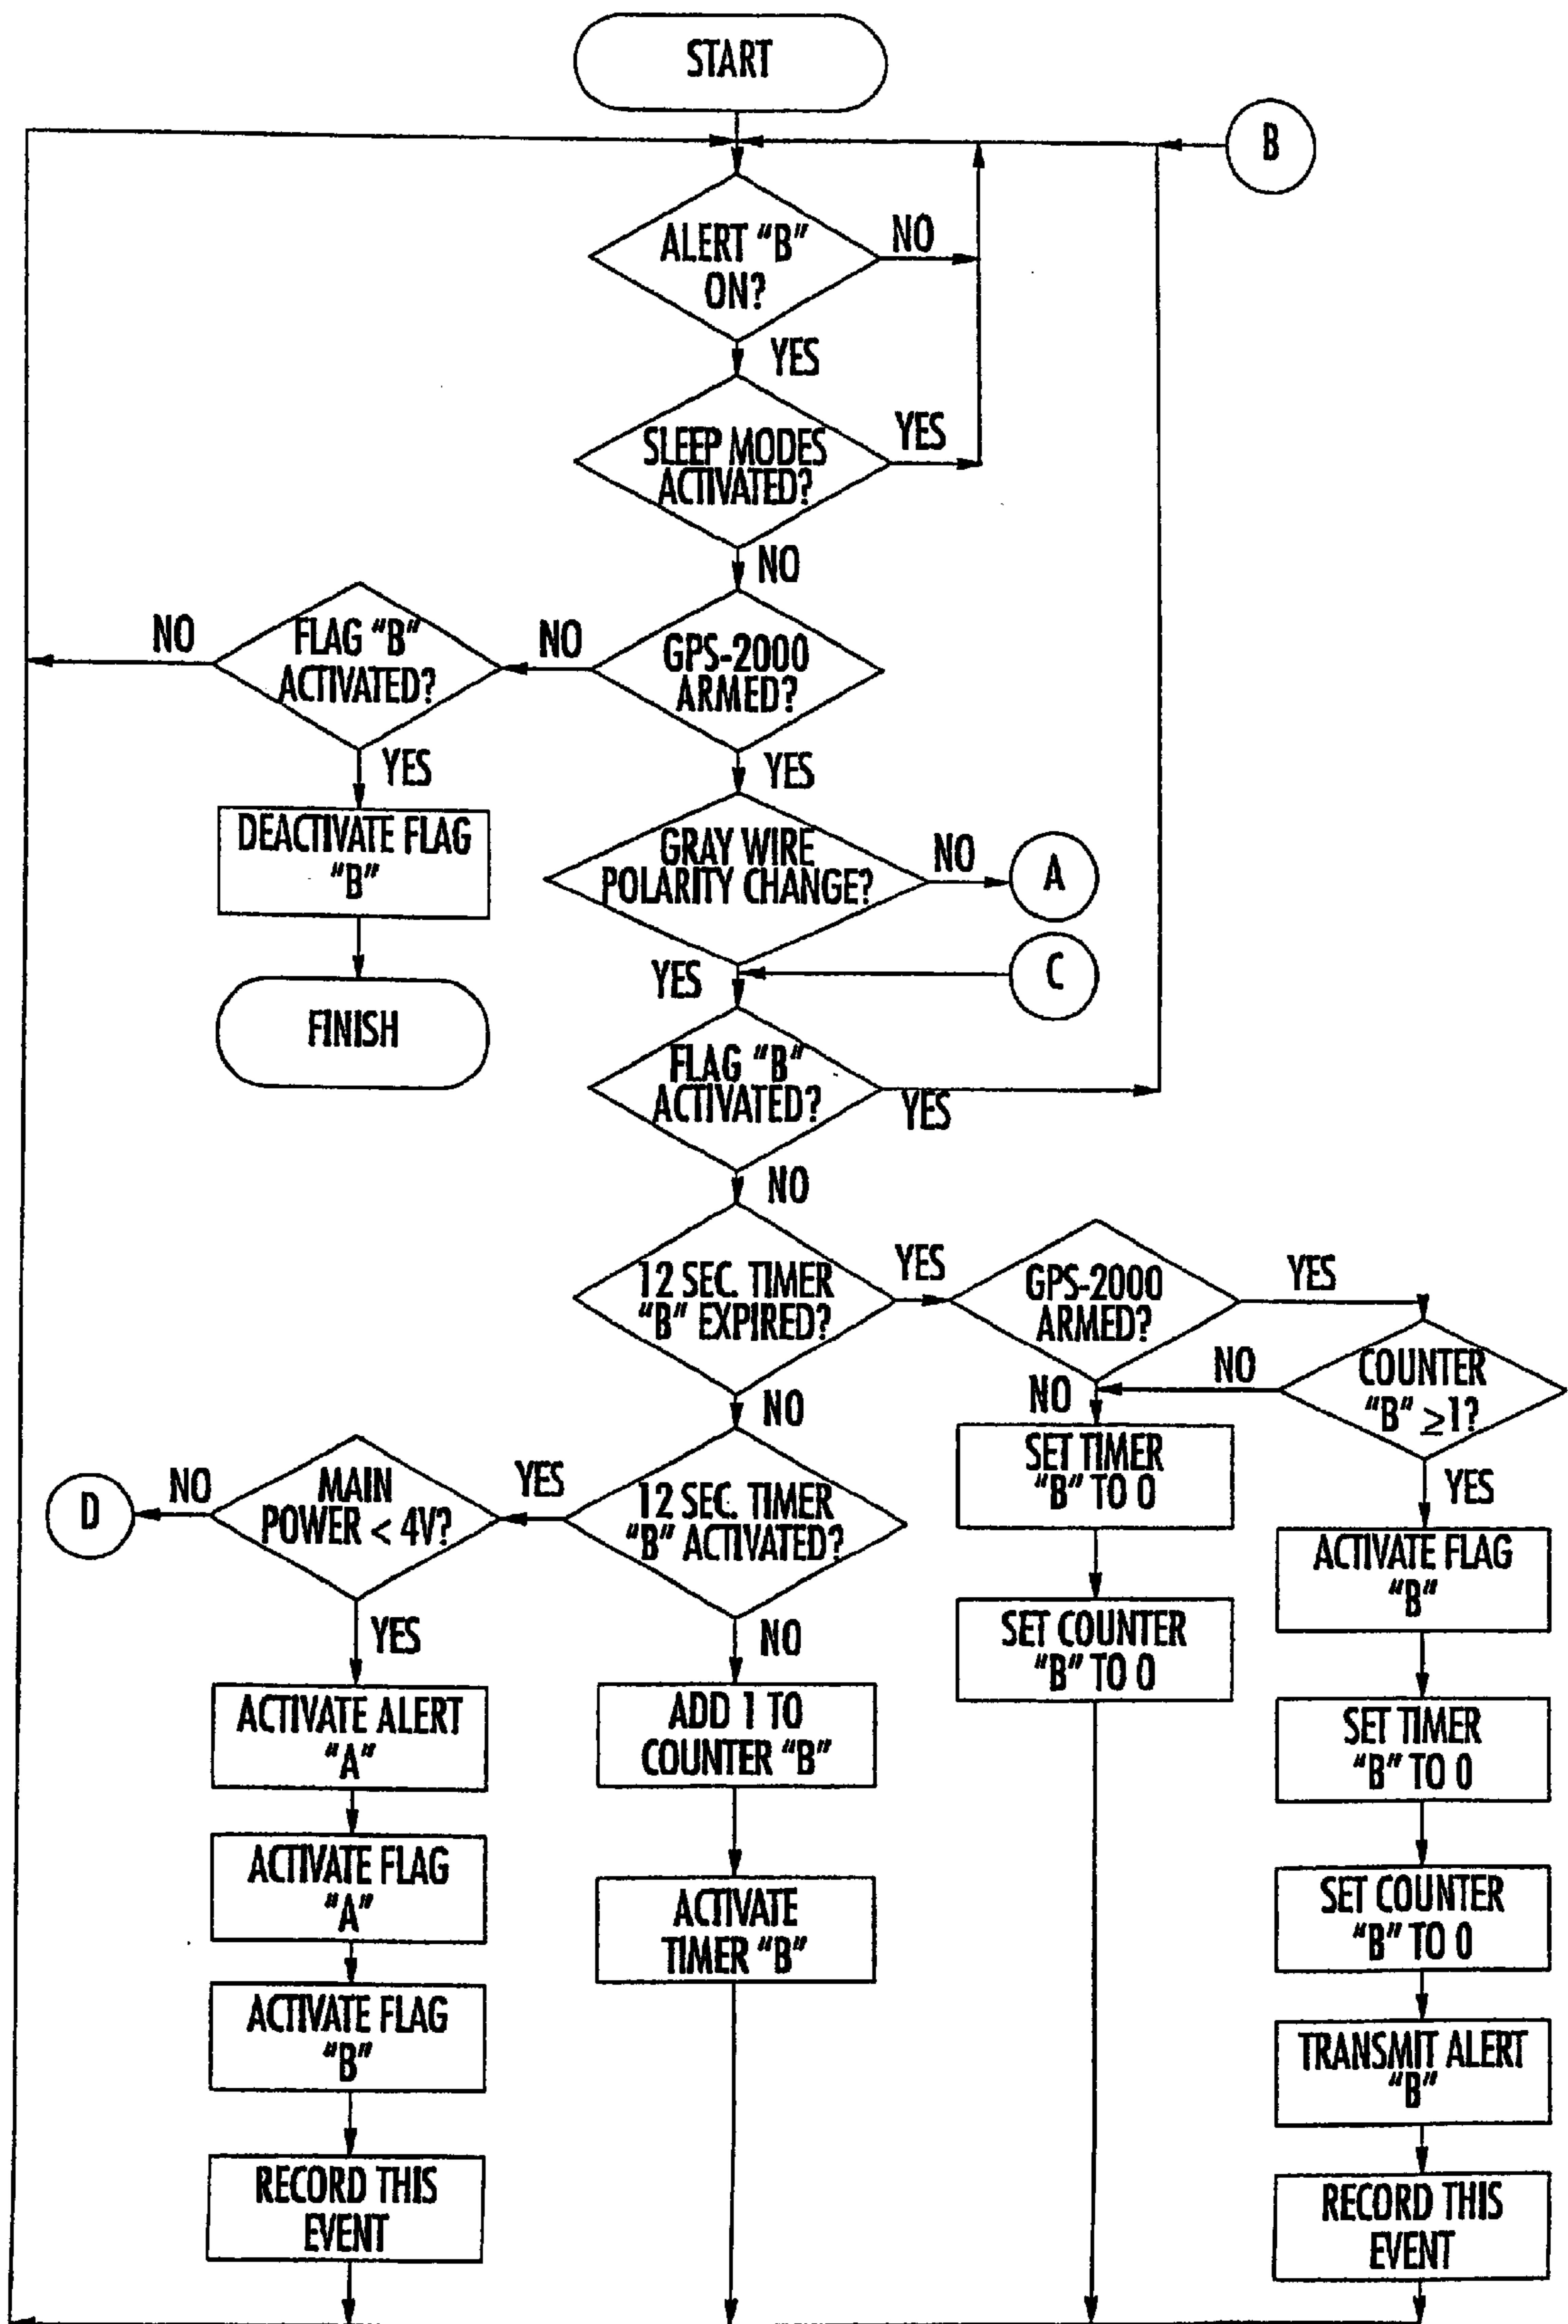 START
B
ALERT "B"
ON?
NO
YES
SLEEP MODES
ACTIVATED?
YES
NO
GPS-2000
ARMED?
NO
FLAG "B"
ACTIVATED?
NO
YES
DEACTIVATE FLAG
"B"
FINISH
YES
GRAY WIRE
POLARITY CHANGE?
NO
A
YES
C
FLAG "B"
ACTIVATED?
YES
NO
12 SEC. TIMER
"B" EXPIRED?
YES
GPS-2000
ARMED?
YES
COUNTER
"B" ≥1?
NO
NO
NO
12 SEC. TIMER
"B" ACTIVATED?
YES
MAIN
POWER < 4V?
NO
D
SET TIMER
"B" TO 0
SET COUNTER
"B" TO 0
YES
ACTIVATE FLAG
"B"
SET TIMER
"B" TO 0
SET COUNTER
"B" TO 0
TRANSMIT ALERT
"B"
RECORD THIS
EVENT
YES
ACTIVATE ALERT
"A"
ACTIVATE FLAG
"A"
ACTIVATE FLAG
"B"
RECORD THIS
EVENT
NO
ADD 1 TO
COUNTER "B"
ACTIVATE
TIMER "B"